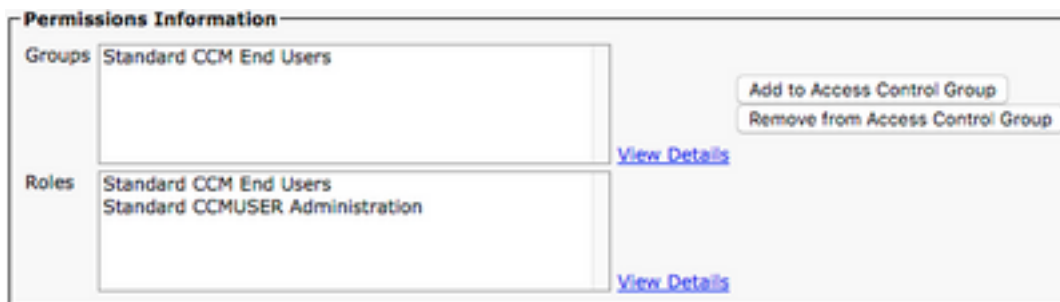 Permissions Information
Groups Standard CCM End Users
Add to Access Control Group
Remove from Access Control Group
View Details
Roles Standard CCM End Users
Standard CCMUSER Administration
View Details